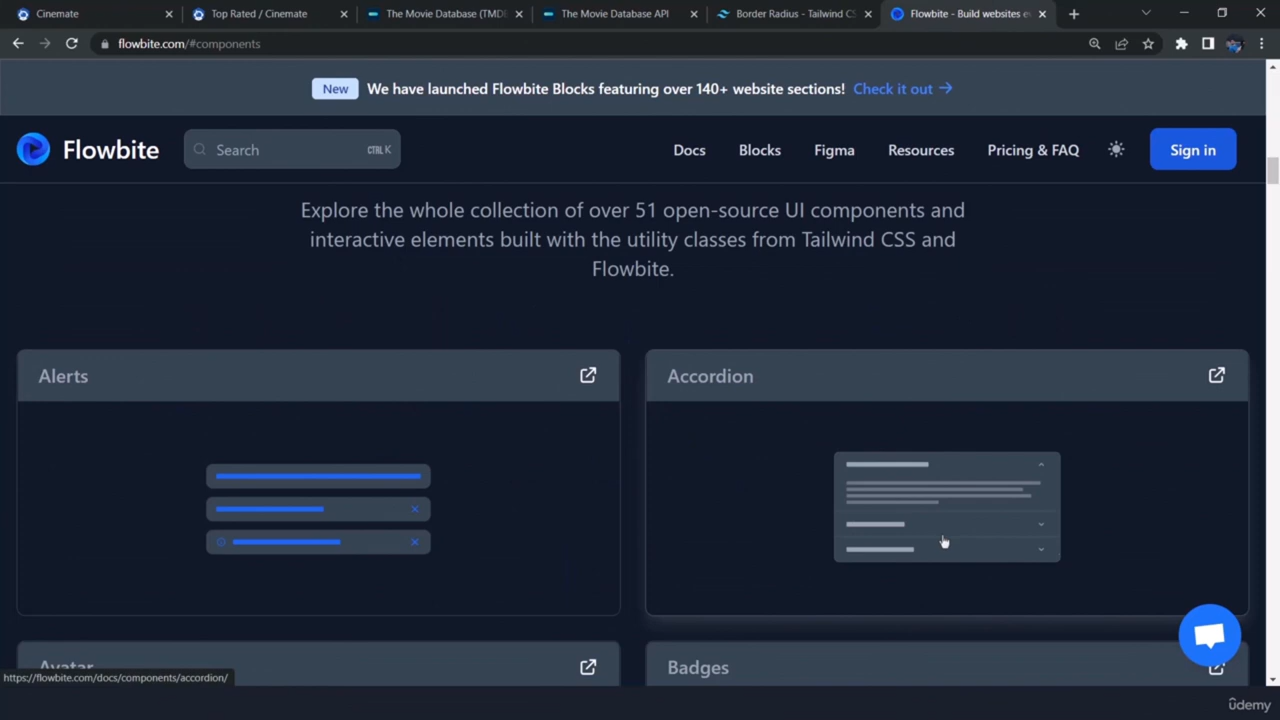 Cinemate
Top Rated / Cinemate
The Movie Database (TMDB
The Movie Database API
Border Radius - Tailwind CS
Flowbite - Build websites ev
flowbite.com/#components
New
We have launched Flowbite Blocks featuring over 140+ website sections! Check it out
Flowbite
Search
CTRL K
Docs
Blocks
Figma
Resources
Pricing & FAQ
Sign in
Explore the whole collection of over 51 open-source UI components and
interactive elements built with the utility classes from Tailwind CSS and
Flowbite.
Alerts
Accordion
Avatar
Badges
https://flowbite.com/docs/components/accordion/
ûdemy